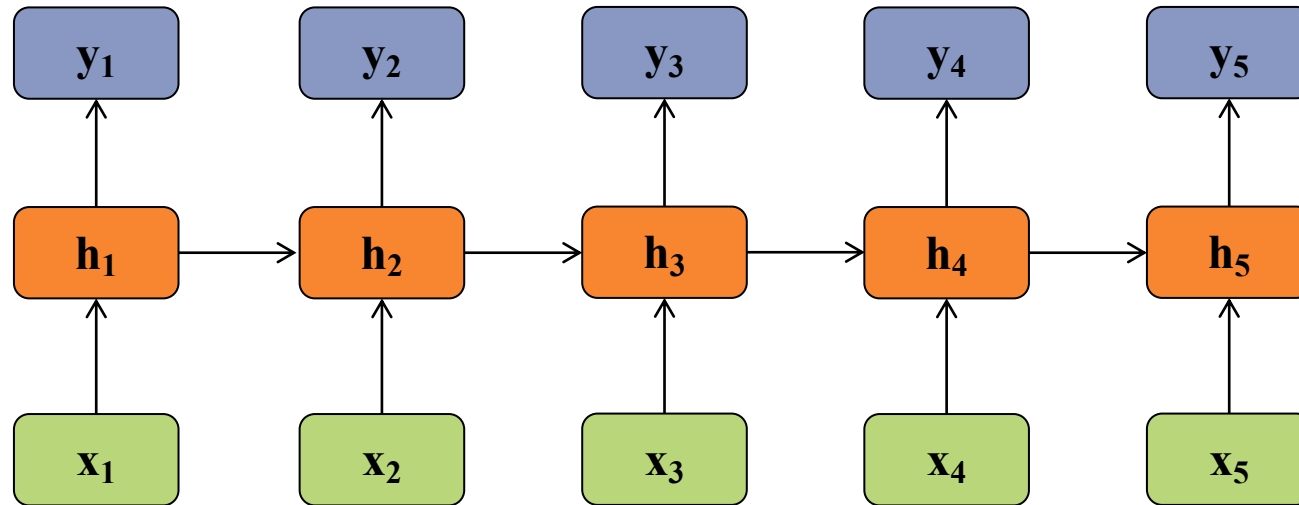 y₁ y₂ y₃ y₄ y₅
h₁ h₂ h₃ h₄ h₅
x₁ x₂ x₃ x₄ x₅